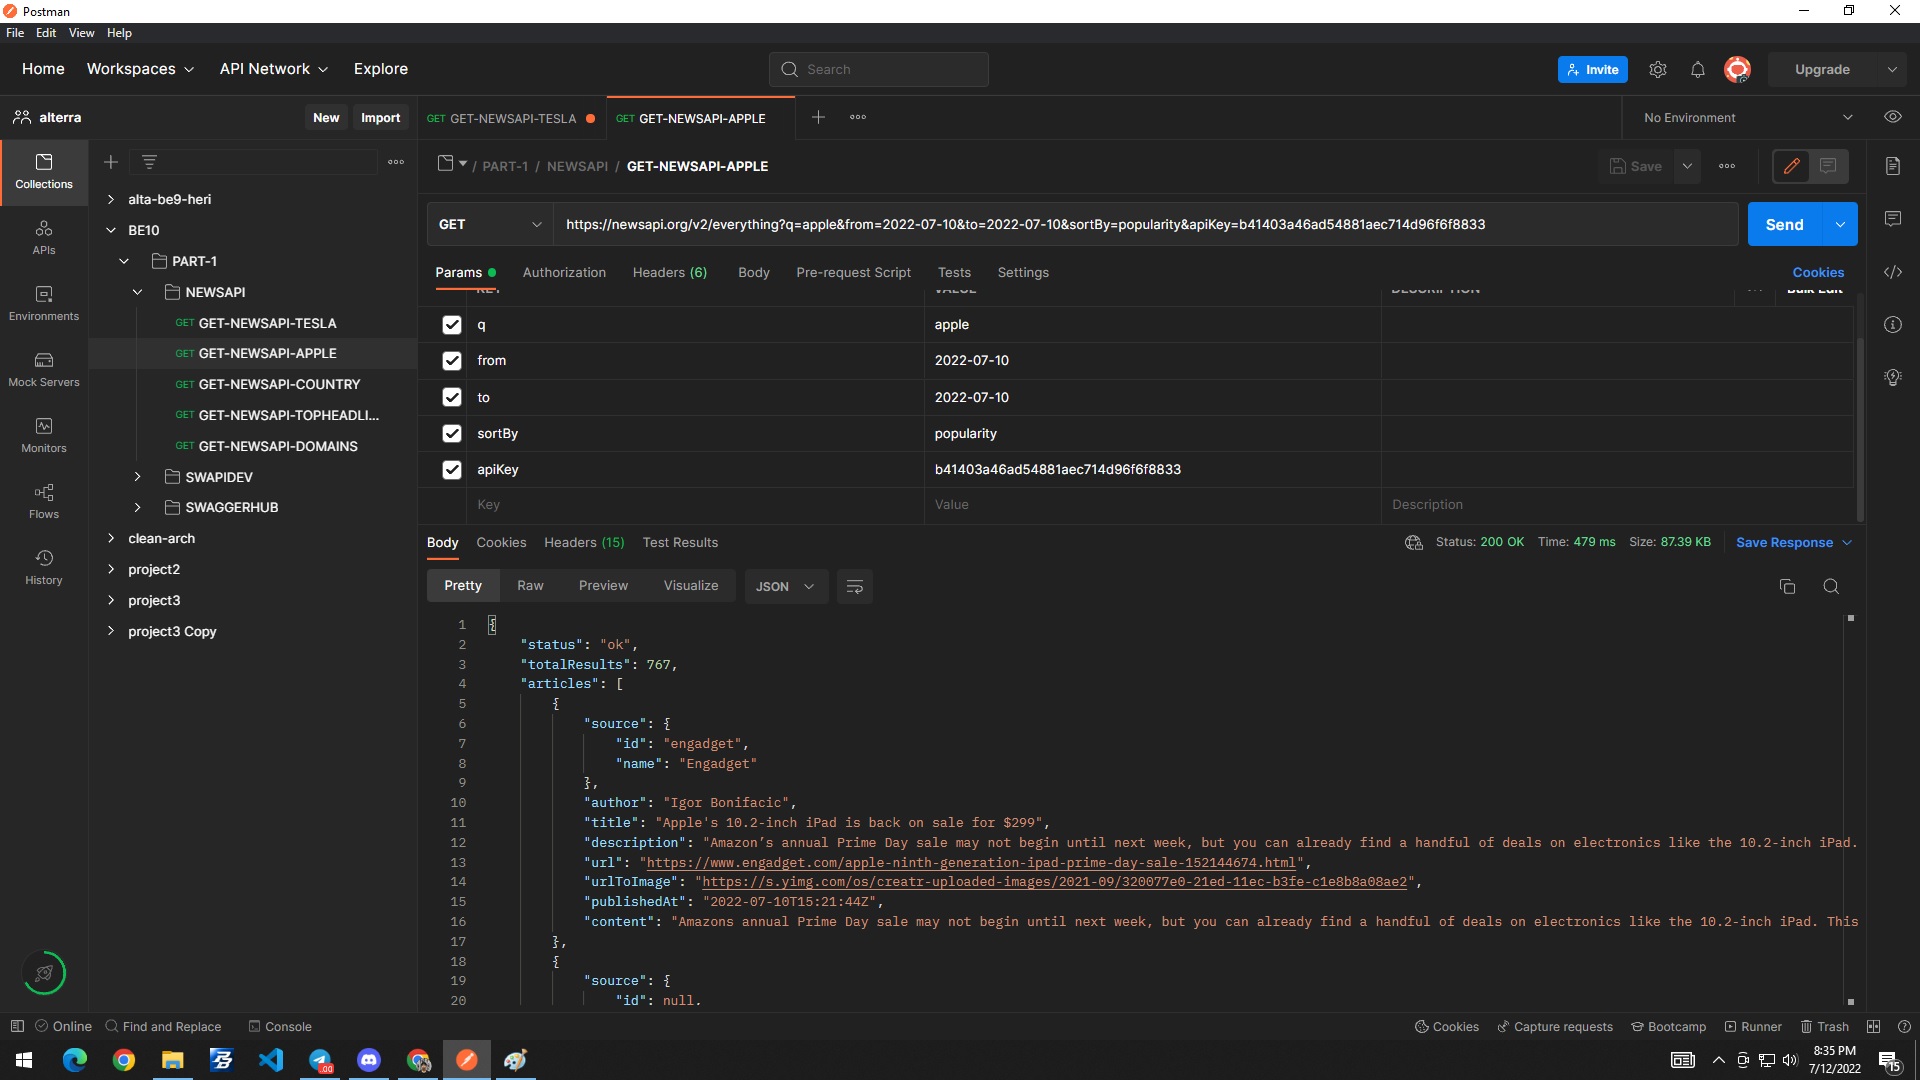 Postman
File Edit View Help
Home Workspaces API Network Explore Search Invite Upgrade
alterra New Import GET GET-NEWSAPI-TESLA GET GET-NEWSAPI-APPLE No Environment
/ PART-1 / NEWSAPI / GET-NEWSAPI-APPLE Save
GET https://newsapi.org/v2/everything?q=apple&from=2022-07-10&to=2022-07-10&sortBy=popularity&apiKey=b41403a46ad54881aec714d96f6f8833 Send
Params Authorization Headers (6) Body Pre-request Script Tests Settings Cookies
KEY VALUE DESCRIPTION Bulk Edit
q apple
from 2022-07-10
to 2022-07-10
sortBy popularity
apiKey b41403a46ad54881aec714d96f6f8833
Key Value Description
Collections
APIs
Environments
Mock Servers
Monitors
Flows
History
alta-be9-heri
BE10
PART-1
NEWSAPI
GET GET-NEWSAPI-TESLA
GET GET-NEWSAPI-APPLE
GET GET-NEWSAPI-COUNTRY
GET GET-NEWSAPI-TOPHEADLI...
GET GET-NEWSAPI-DOMAINS
SWAPIDEV
SWAGGERHUB
clean-arch
project2
project3
project3 Copy
Body Cookies Headers (15) Test Results Status: 200 OK Time: 479 ms Size: 87.39 KB Save Response
Pretty Raw Preview Visualize JSON
1 {
2 "status": "ok",
3 "totalResults": 767,
4 "articles": [
5 {
6 "source": {
7 "id": "engadget",
8 "name": "Engadget"
9 },
10 "author": "Igor Bonifacic",
11 "title": "Apple's 10.2-inch iPad is back on sale for $299",
12 "description": "Amazon’s annual Prime Day sale may not begin until next week, but you can already find a handful of deals on electronics like the 10.2-inch iPad.
13 "url": "https://www.engadget.com/apple-ninth-generation-ipad-prime-day-sale-152144674.html",
14 "urlToImage": "https://s.yimg.com/os/creatr-uploaded-images/2021-09/320077e0-21ed-11ec-b3fe-c1e8b8a08ae2",
15 "publishedAt": "2022-07-10T15:21:44Z",
16 "content": "Amazons annual Prime Day sale may not begin until next week, but you can already find a handful of deals on electronics like the 10.2-inch iPad. This
17 },
18 {
19 "source": {
20 "id": null,
Online Find and Replace Console Cookies Capture requests Bootcamp Runner Trash
8:35 PM
7/12/2022
15